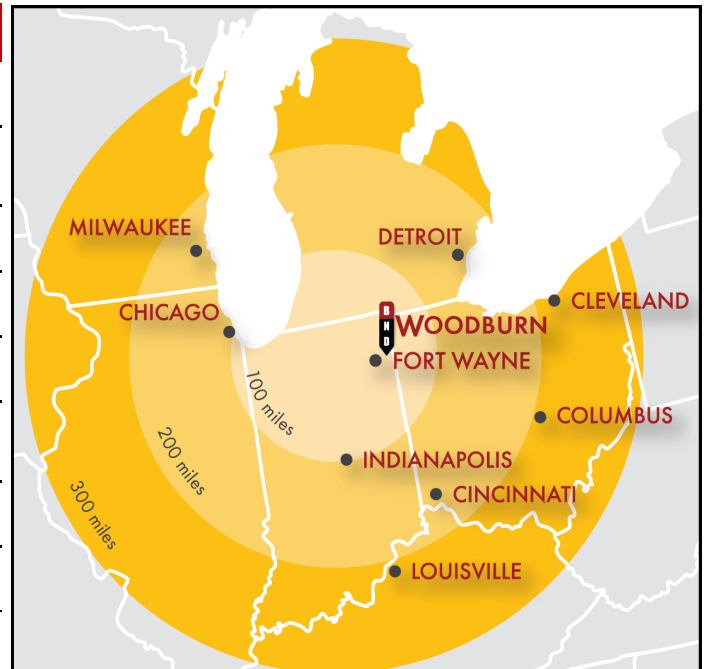 MILWAUKEE
DETROIT
CLEVELAND
CHICAGO
B
N
D
WOODBURN
FORT WAYNE
100 miles
COLUMBUS
200 miles
INDIANAPOLIS
300 miles
CINCINNATI
LOUISVILLE